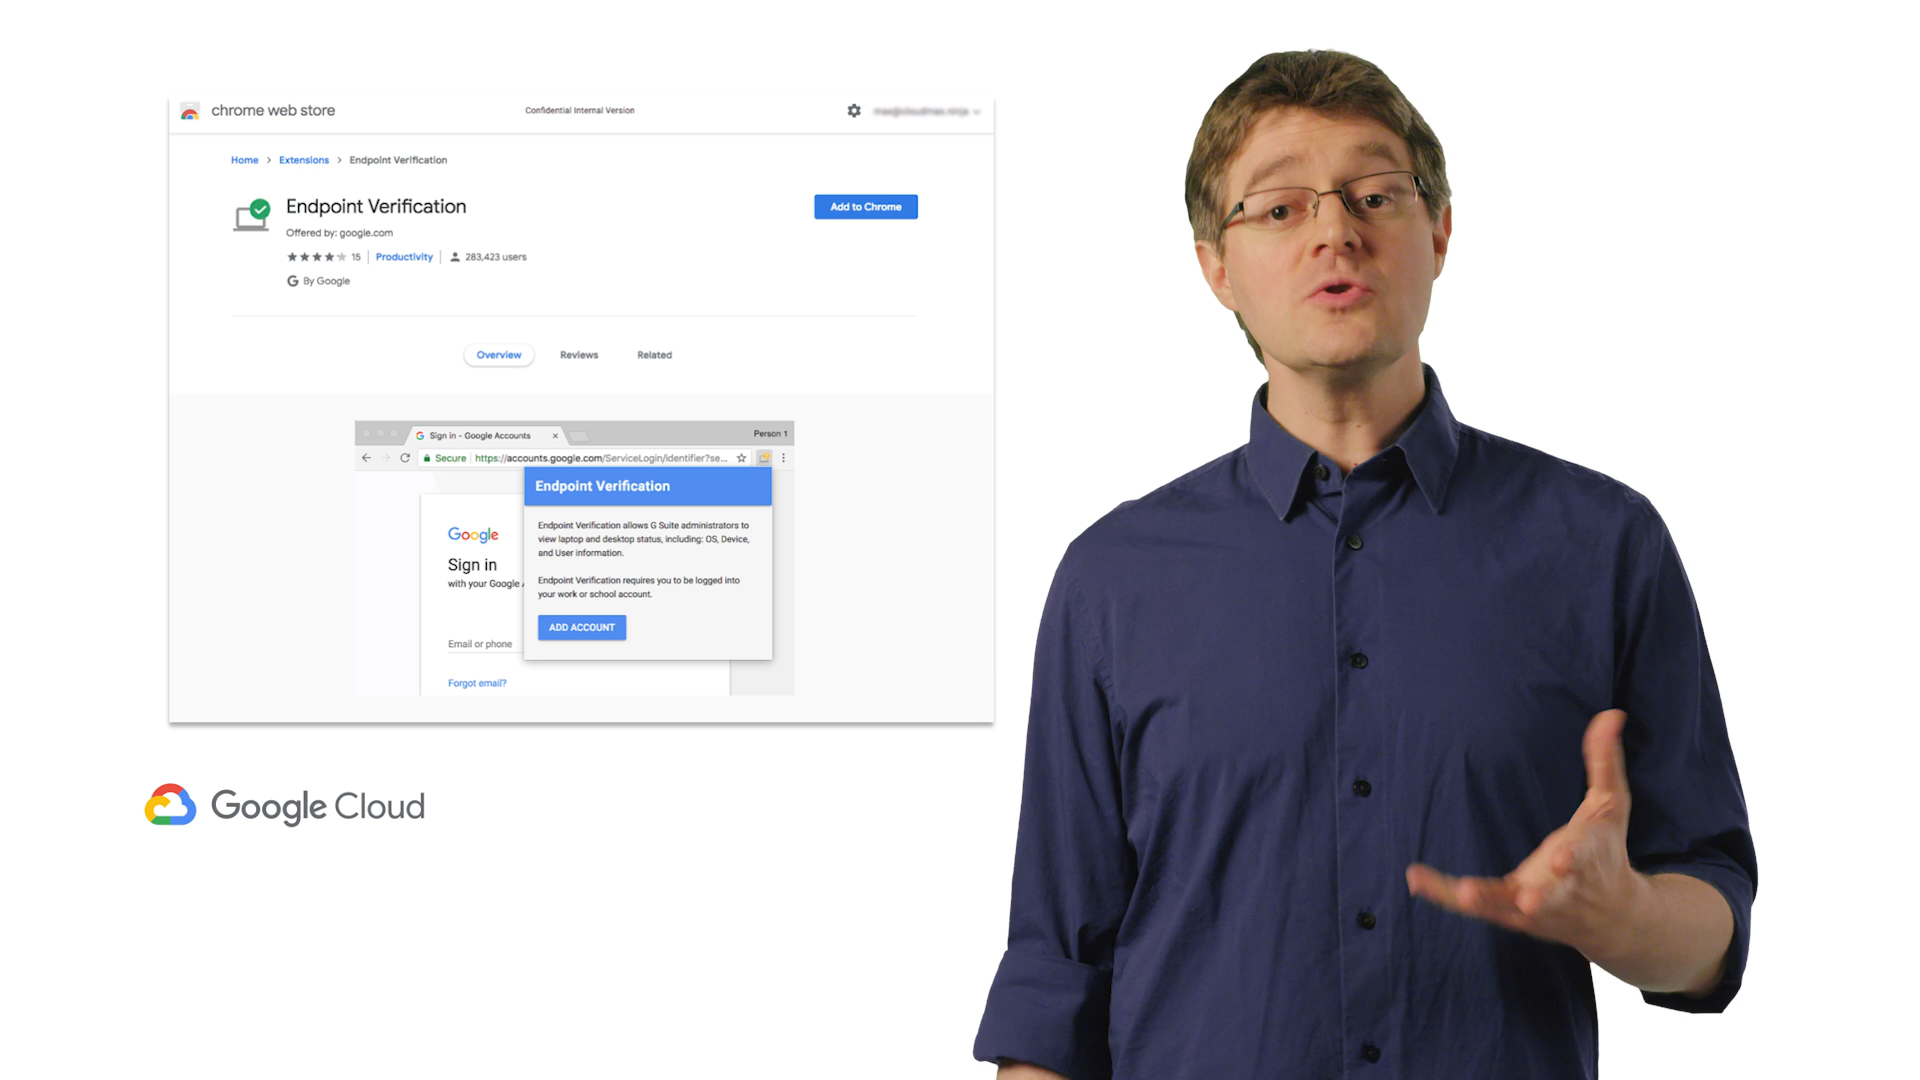 chrome web store
Confidential Internal Version
Home > Extensions > Endpoint Verification
Endpoint Verification
Add to Chrome
Offered by: google.com
15 Productivity 283,423 users
By Google
Overview Reviews Related
Sign in - Google Accounts Person 1
Secure https://accounts.google.com/ServiceLogin/identifier?se...
Endpoint Verification
Endpoint Verification allows G Suite administrators to
view laptop and desktop status, including: OS, Device,
and User information.
Endpoint Verification requires you to be logged into
your work or school account.
ADD ACCOUNT
Google
Sign in
with your Google
Email or phone
Forgot email?
Google Cloud